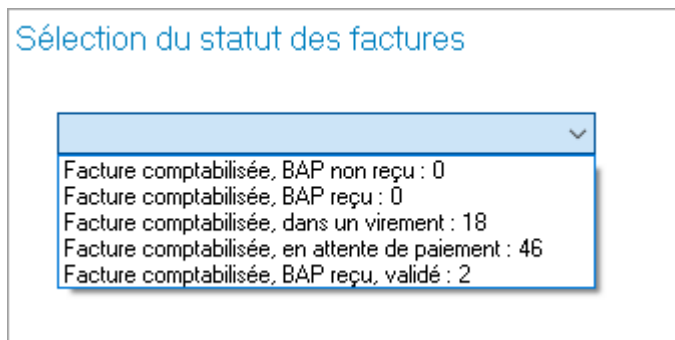 Sélection du statut des factures
Facture comptabilisée, BAP non reçu : 0
Facture comptabilisée, BAP reçu : 0
Facture comptabilisée, dans un virement : 18
Facture comptabilisée, en attente de paiement : 46
Facture comptabilisée, BAP reçu, validé : 2